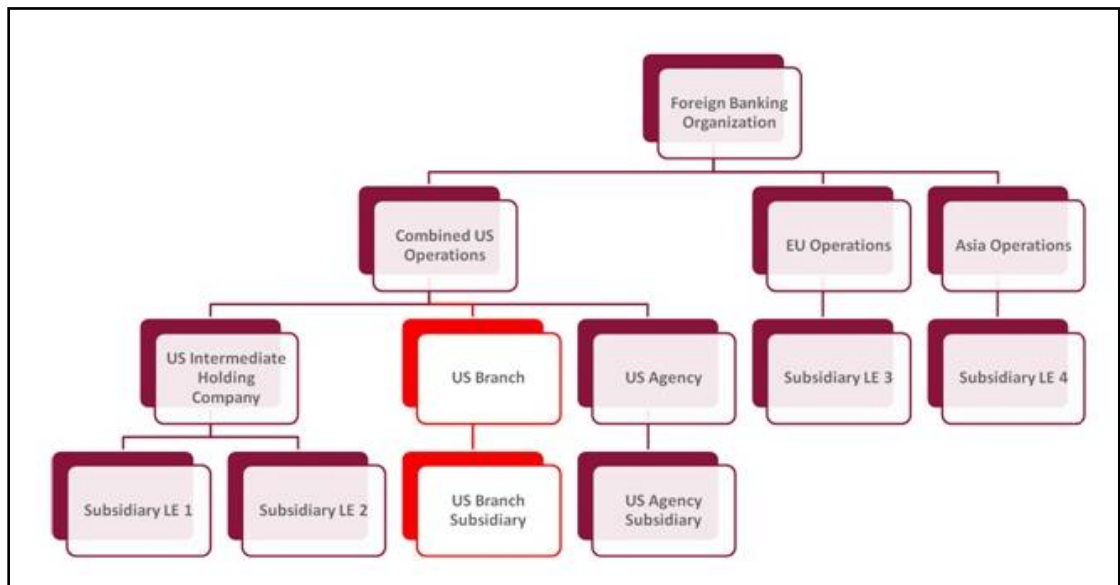 Foreign Banking
Organization
Combined US
Operations
EU Operations
Asia Operations
US Intermediate
Holding
Company
US Branch
US Agency
Subsidiary LE 3
Subsidiary LE 4
Subsidiary LE 1
Subsidiary LE 2
US Branch
Subsidiary
US Agency
Subsidiary